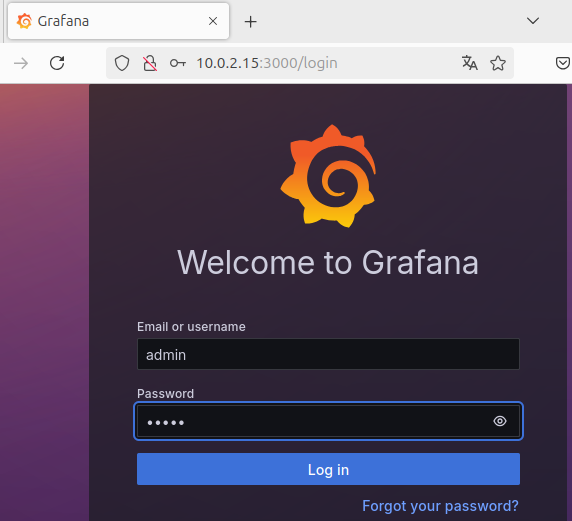 Grafana
10.0.2.15:3000/login
Welcome to Grafana
Email or username
admin
Password
•••••
Log in
Forgot your password?